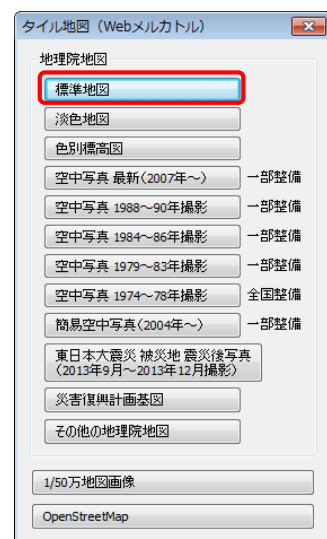 タイル地図（Webメルカトル）
地理院地図
標準地図
淡色地図
色別標高図
空中写真 最新(2007年～) 一部整備
空中写真 1988～90年撮影 一部整備
空中写真 1984～86年撮影 一部整備
空中写真 1979～83年撮影 一部整備
空中写真 1974～78年撮影 全国整備
簡易空中写真(2004年～) 一部整備
東日本大震災 被災地 震災後写真
(2013年9月～2013年12月撮影)
災害復興計画基図
その他の地理院地図
1/50万地図画像
OpenStreetMap